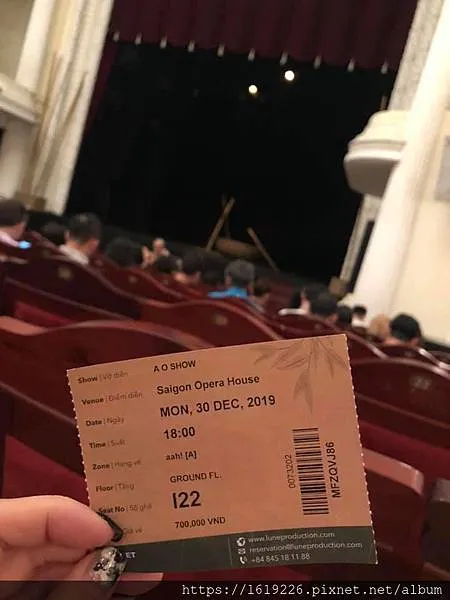 Show | Vở diễn A O SHOW
Venue | Điểm diễn Saigon Opera House
Date | Ngày MON, 30 DEC, 2019
Time | Suất 18:00
Zone | Hạng vé aah! [A]
Floor | Tầng GROUND FL.
Seat No | Số ghế I22
Giá vé 700,000 VND
0073202
MFZQVJ86
www.luneproduction.com
reservation@luneproduction.com
+84 845 18 11 88
https://1619226.pixnet.net/album